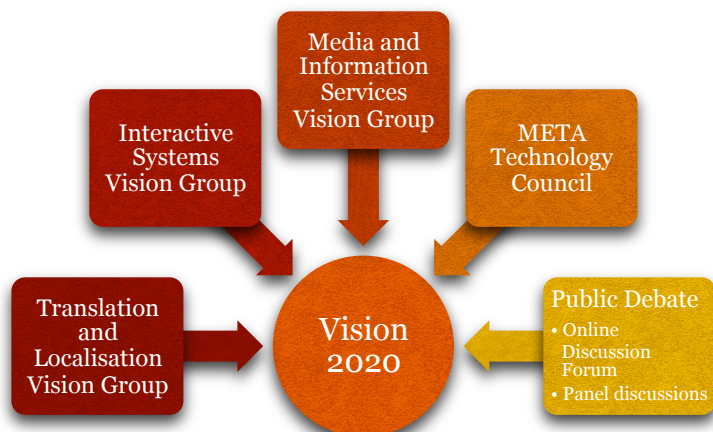 Media and
Information
Services
Vision Group
Interactive
Systems
Vision Group
META
Technology
Council
Translation
and
Localisation
Vision Group
Vision
2020
Public Debate
• Online
Discussion
Forum
• Panel discussions